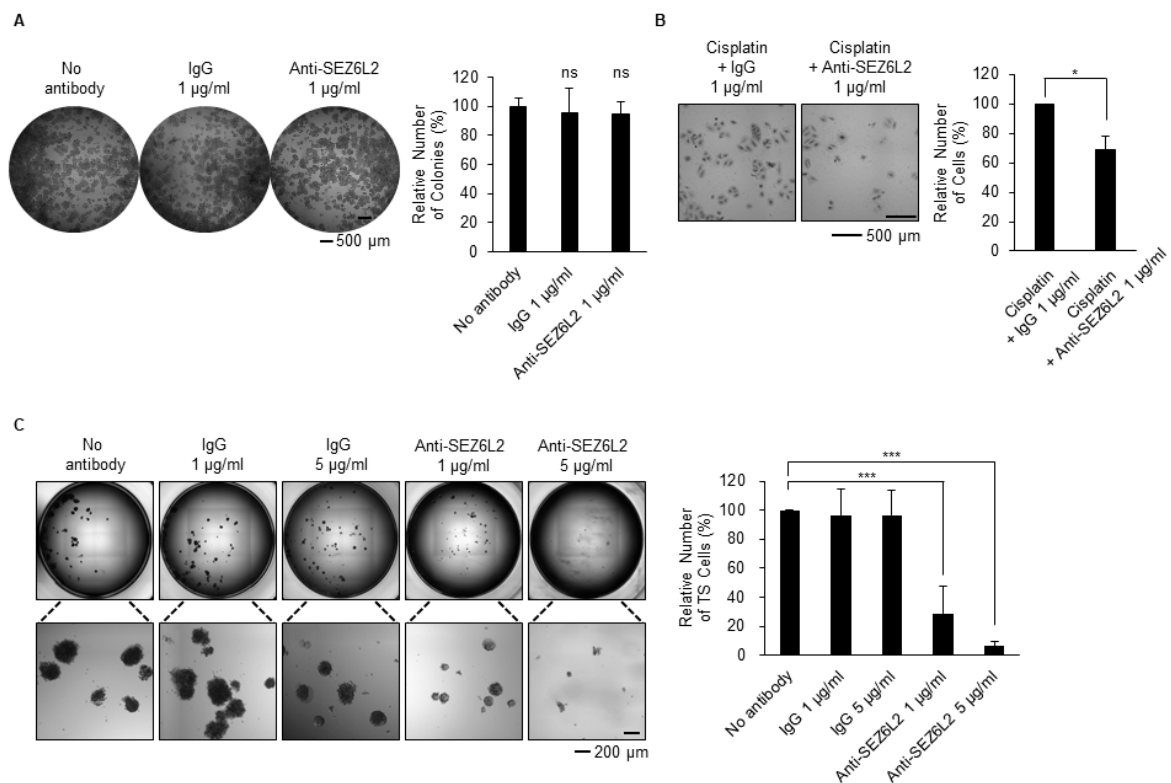 A
No
antibody
IgG
1 µg/ml
Anti-SEZ6L2
1 µg/ml
500 µm
Relative Number
of Colonies (%)
120
100
80
60
40
20
0
ns
ns
No antibody
IgG 1 µg/ml
Anti-SEZ6L2 1 µg/ml
B
Cisplatin
+ IgG
1 µg/ml
Cisplatin
+ Anti-SEZ6L2
1 µg/ml
500 µm
Relative Number
of Cells (%)
120
100
80
60
40
20
0
*
Cisplatin
+ IgG 1 µg/ml
Cisplatin
+ Anti-SEZ6L2 1 µg/ml
C
No
antibody
IgG
1 µg/ml
IgG
5 µg/ml
Anti-SEZ6L2
1 µg/ml
Anti-SEZ6L2
5 µg/ml
200 µm
Relative Number
of TS Cells (%)
120
100
80
60
40
20
0
***
***
No antibody
IgG 1 µg/ml
IgG 5 µg/ml
Anti-SEZ6L2 1 µg/ml
Anti-SEZ6L2 5 µg/ml